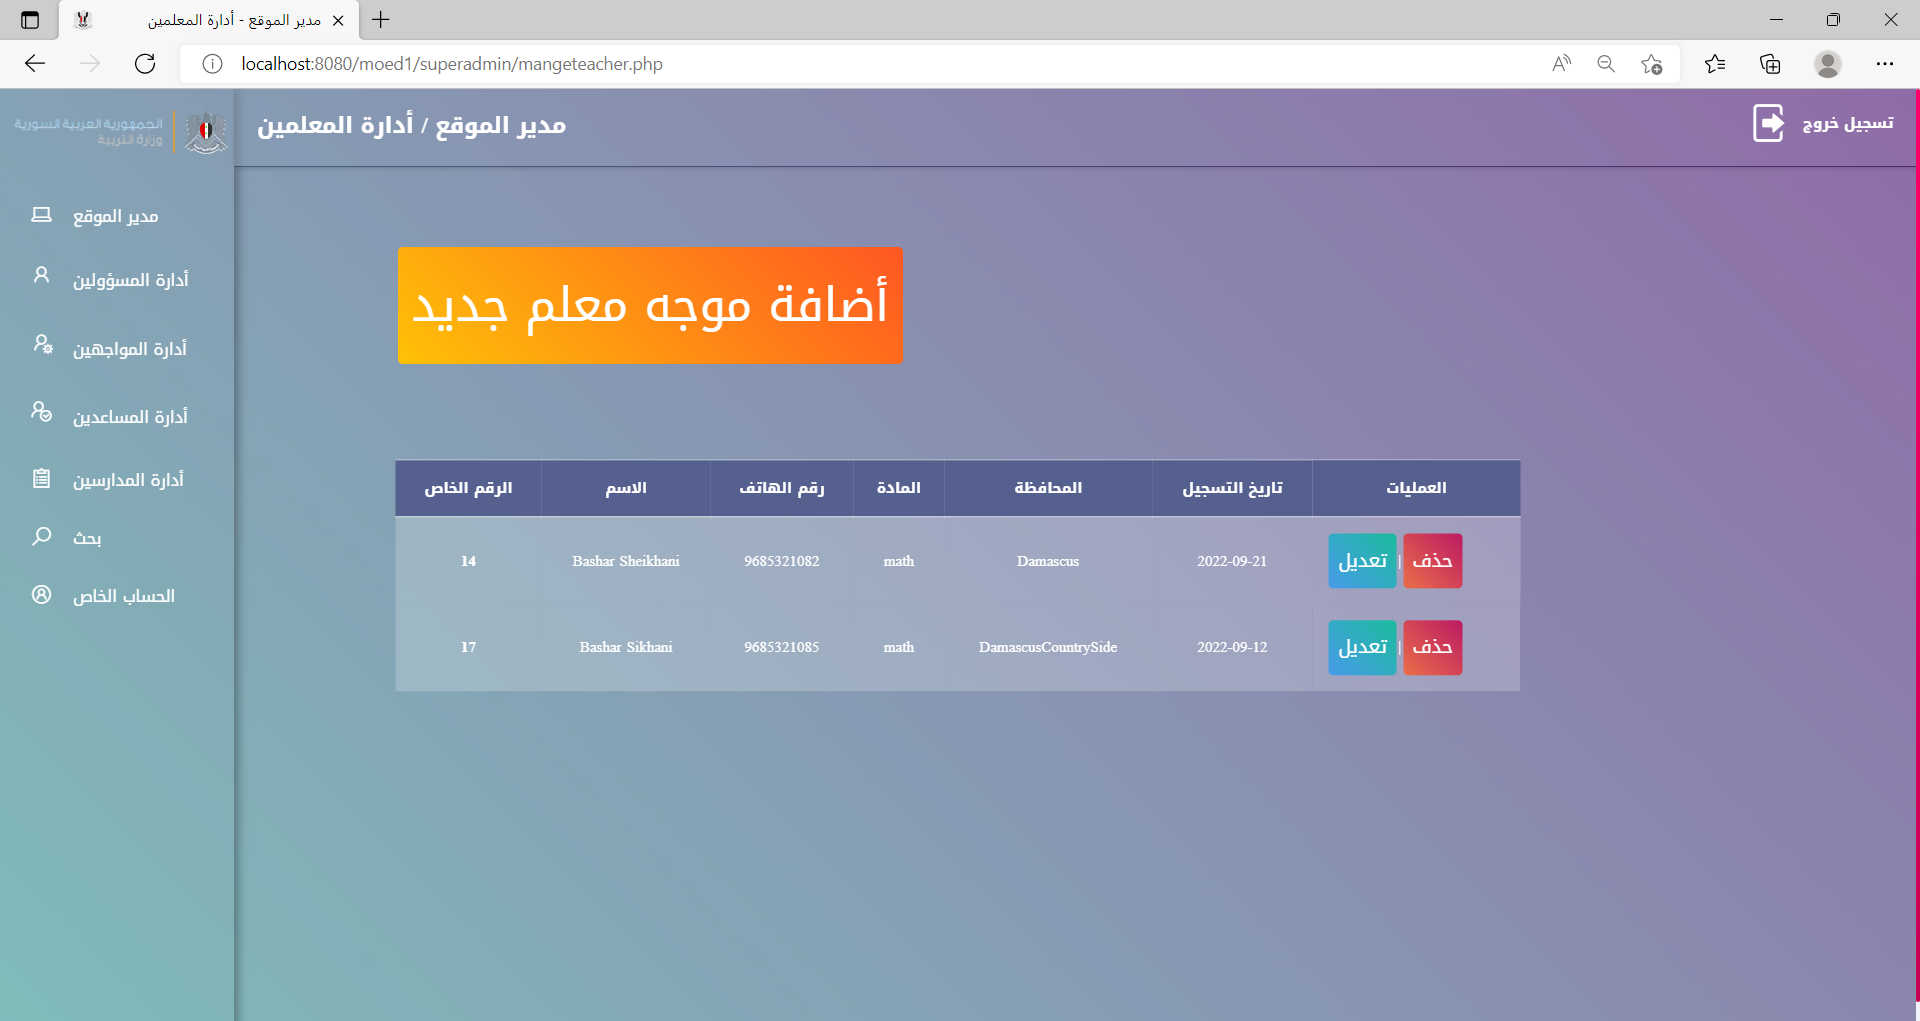 مدير الموقع - أدارة المعلمين
localhost:8080/moed1/superadmin/mangeteacher.php
الجمهورية العربية السورية
وزارة التربية
مدير الموقع / أدارة المعلمين
تسجيل خروج
مدير الموقع
أدارة المسؤولين
أدارة المواجهين
أدارة المساعدين
أدارة المدارسين
بحث
الحساب الخاص
أضافة موجه معلم جديد
الرقم الخاص الاسم رقم الهاتف المادة المحافظة تاريخ التسجيل العمليات
14 Bashar Sheikhani 9685321082 math Damascus 2022-09-21 تعديل | حذف
17 Bashar Sikhani 9685321085 math DamascusCountrySide 2022-09-12 تعديل | حذف